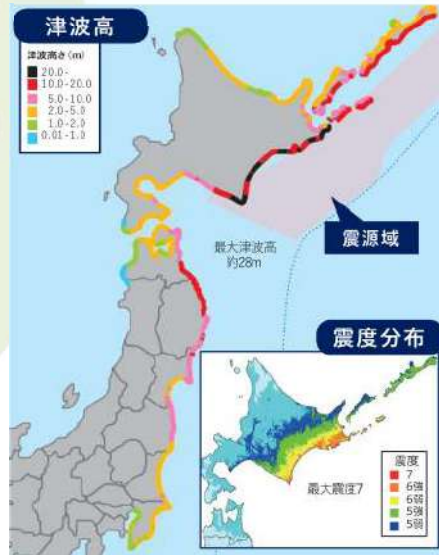 津波高
津波高さ(m)
20.0-
10.0-20.0
5.0-10.0
2.0-5.0
1.0-2.0
0.01-1.0
震源域
最大津波高
約28m
震度分布
最大震度7
震度
7
6強
6弱
5強
5弱